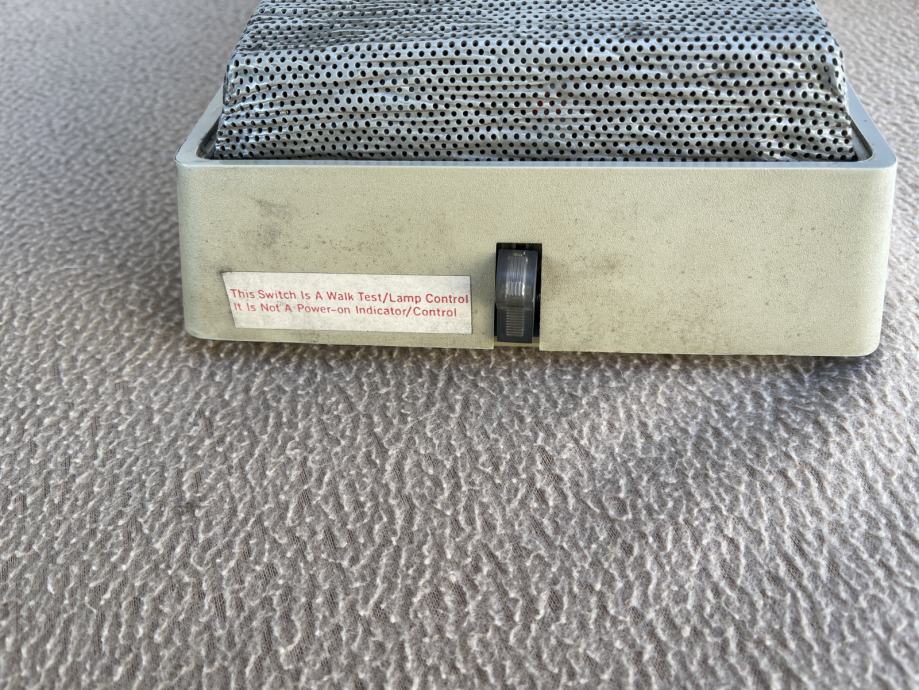 This Switch Is A Walk Test/Lamp Control
It Is Not A Power-on Indicator/Control